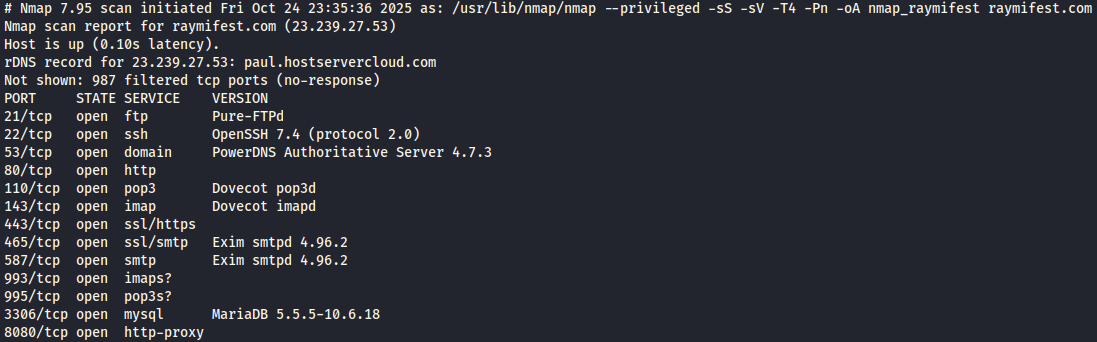 # Nmap 7.95 scan initiated Fri Oct 24 23:35:36 2025 as: /usr/lib/nmap/nmap --privileged -sS -sV -T4 -Pn -oA nmap_raymifest raymifest.com
Nmap scan report for raymifest.com (23.239.27.53)
Host is up (0.10s latency).
rDNS record for 23.239.27.53: paul.hostservercloud.com
Not shown: 987 filtered tcp ports (no-response)
PORT     STATE SERVICE    VERSION
21/tcp   open  ftp        Pure-FTPd
22/tcp   open  ssh        OpenSSH 7.4 (protocol 2.0)
53/tcp   open  domain     PowerDNS Authoritative Server 4.7.3
80/tcp   open  http
110/tcp  open  pop3       Dovecot pop3d
143/tcp  open  imap       Dovecot imapd
443/tcp  open  ssl/https
465/tcp  open  ssl/smtp   Exim smtpd 4.96.2
587/tcp  open  smtp       Exim smtpd 4.96.2
993/tcp  open  imaps?
995/tcp  open  pop3s?
3306/tcp open  mysql      MariaDB 5.5.5-10.6.18
8080/tcp open  http-proxy